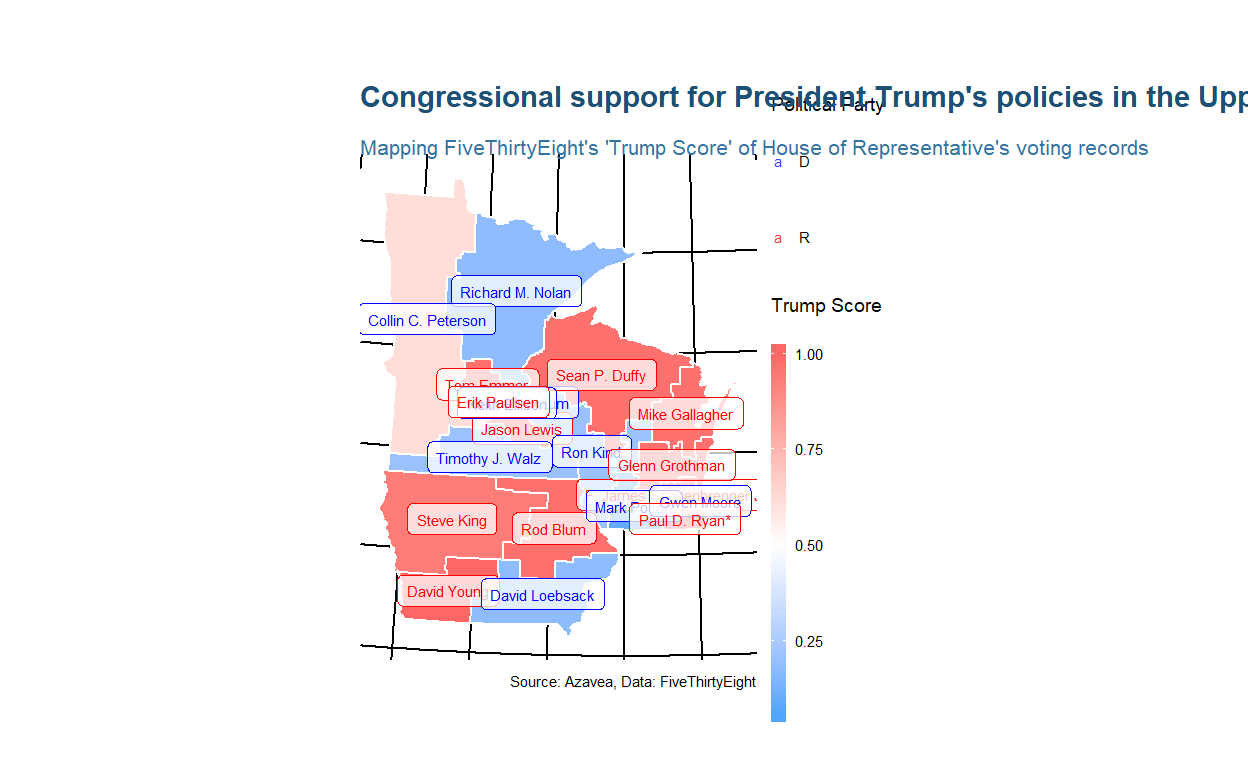 Congressional support for President Trump's policies in the Upp
Political Party
Mapping FiveThirtyEight's 'Trump Score' of House of Representative's voting records
a D
a R
Trump Score
1.00
0.75
0.50
0.25
Richard M. Nolan
Collin C. Peterson
Sean P. Duffy
Tom Emmer
Erik Paulsen
Mike Gallagher
Jason Lewis
Ron Kind
Timothy J. Walz
Glenn Grothman
James
Gwen Moore
Mark
Paul D. Ryan*
Steve King
Rod Blum
David Young
David Loebsack
Source: Azavea, Data: FiveThirtyEight